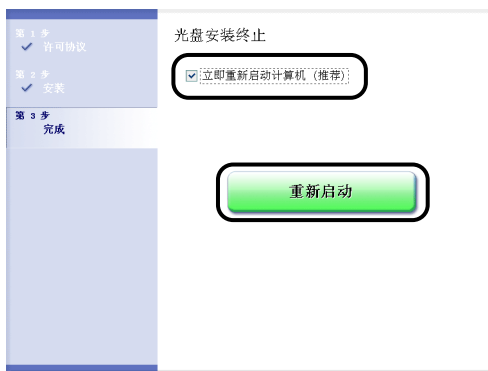 第 1 步
许可协议
第 2 步
安装
第 3 步
完成
光盘安装终止
立即重新启动计算机 (推荐)
重新启动